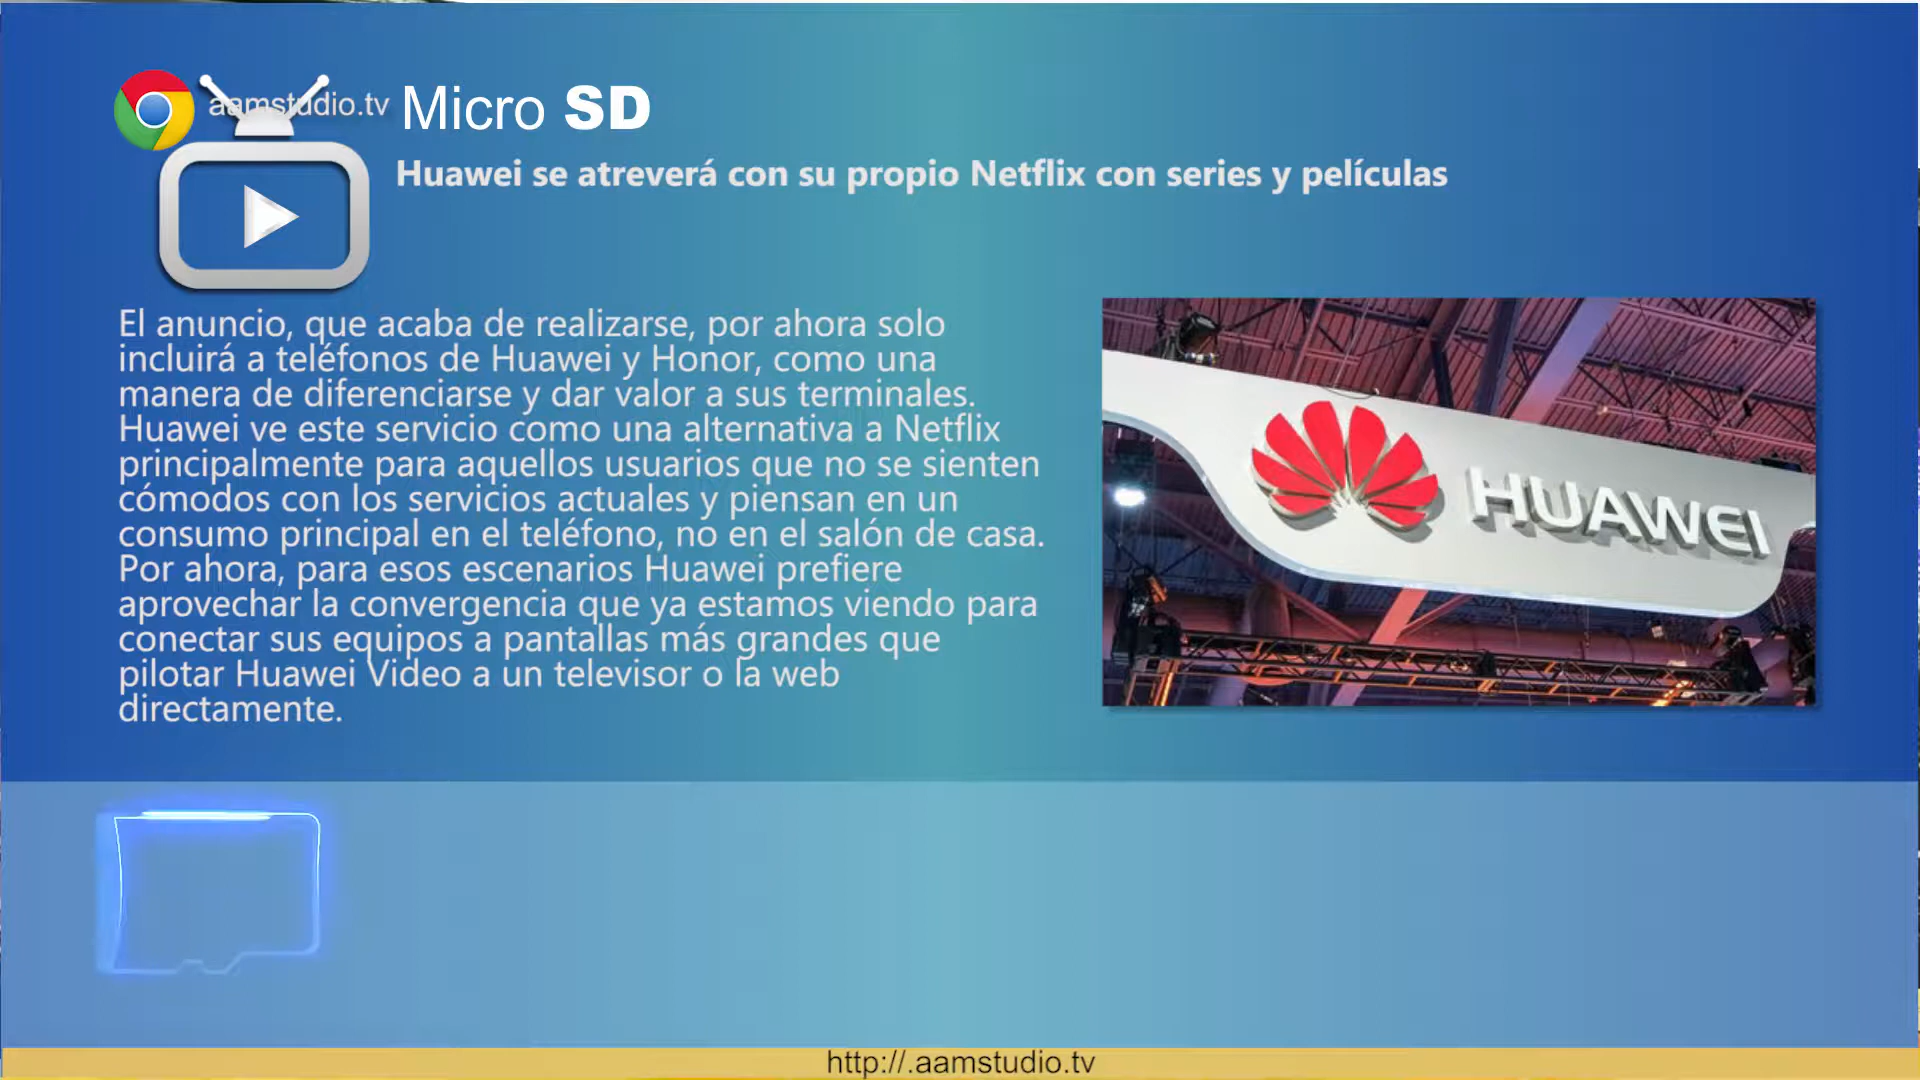 aamstudio.tv
Micro SD
Huawei se atreverá con su propio Netflix con series y películas
El anuncio, que acaba de realizarse, por ahora solo
incluirá a teléfonos de Huawei y Honor, como una
manera de diferenciarse y dar valor a sus terminales.
Huawei ve este servicio como una alternativa a Netflix
principalmente para aquellos usuarios que no se sienten
cómodos con los servicios actuales y piensan en un
consumo principal en el teléfono, no en el salón de casa.
Por ahora, para esos escenarios Huawei prefiere
aprovechar la convergencia que ya estamos viendo para
conectar sus equipos a pantallas más grandes que
pilotar Huawei Video a un televisor o la web
directamente.
HUAWEI
http://.aamstudio.tv